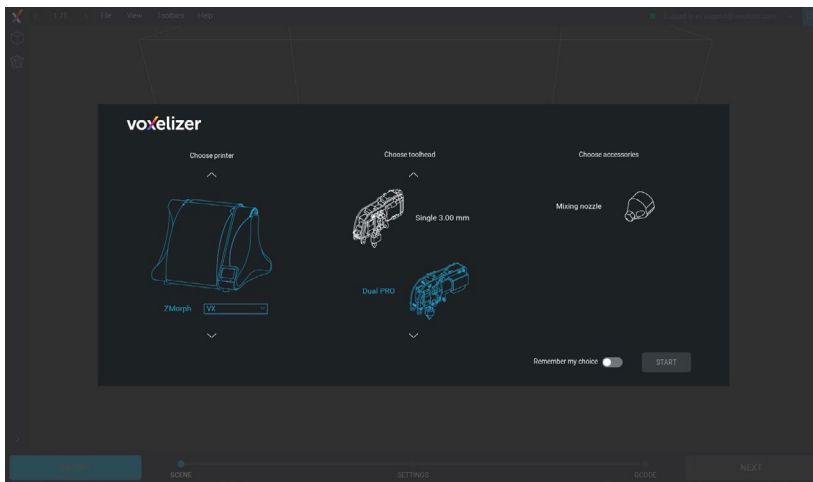 File View Toolbars Help
voxelizer
Choose printer
Choose toolhead
Choose accessories
Single 3.00 mm
Mixing nozzle
Dual PRO
ZMorph VX
Remember my choice
START
SCENE
SETTINGS
GCODE
NEXT